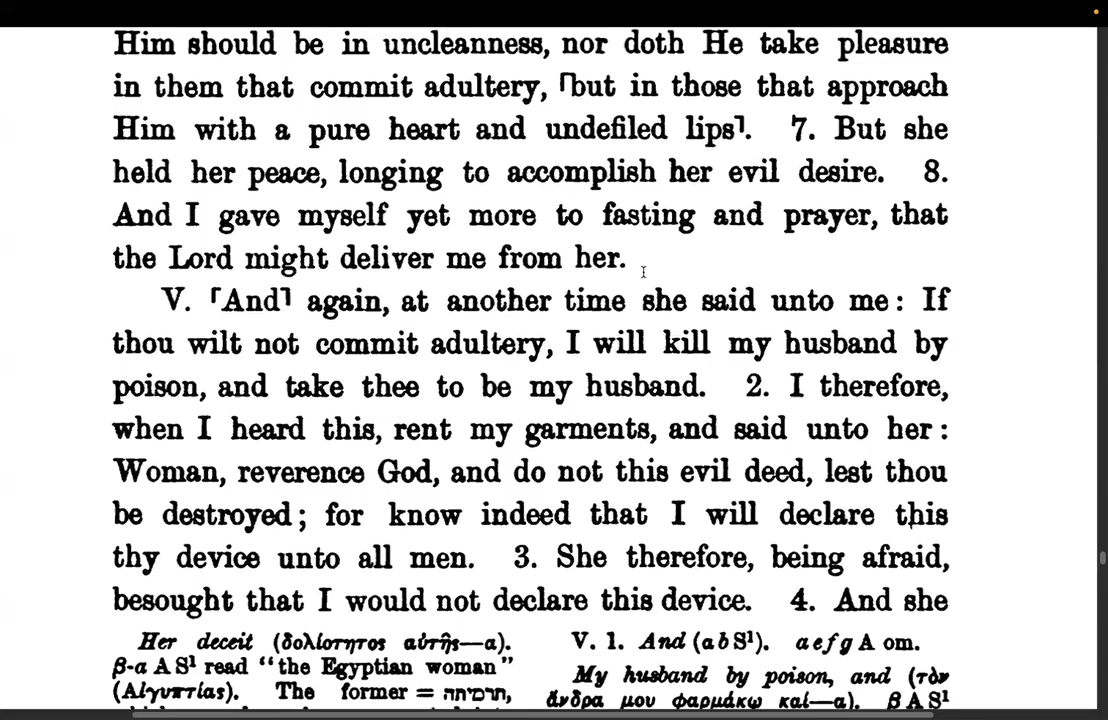 Him should be in uncleanness, nor doth He take pleasure
in them that commit adultery, ⌜but in those that approach
Him with a pure heart and undefiled lips⌝. 7. But she
held her peace, longing to accomplish her evil desire. 8.
And I gave myself yet more to fasting and prayer, that
the Lord might deliver me from her.
V. ⌜And⌝ again, at another time she said unto me: If
thou wilt not commit adultery, I will kill my husband by
poison, and take thee to be my husband. 2. I therefore,
when I heard this, rent my garments, and said unto her:
Woman, reverence God, and do not this evil deed, lest thou
be destroyed; for know indeed that I will declare this
thy device unto all men. 3. She therefore, being afraid,
besought that I would not declare this device. 4. And she
Her deceit (δολιότητος αὐτῆς—a).
β-a A S¹ read “the Egyptian woman”
(Αἰγυπτίας). The former = תרמיתה,
V. 1. And (a b S¹). a e f g A om.
My husband by poison, and (τὸν
ἄνδρα μου φαρμάκῳ καί—a). β A S¹